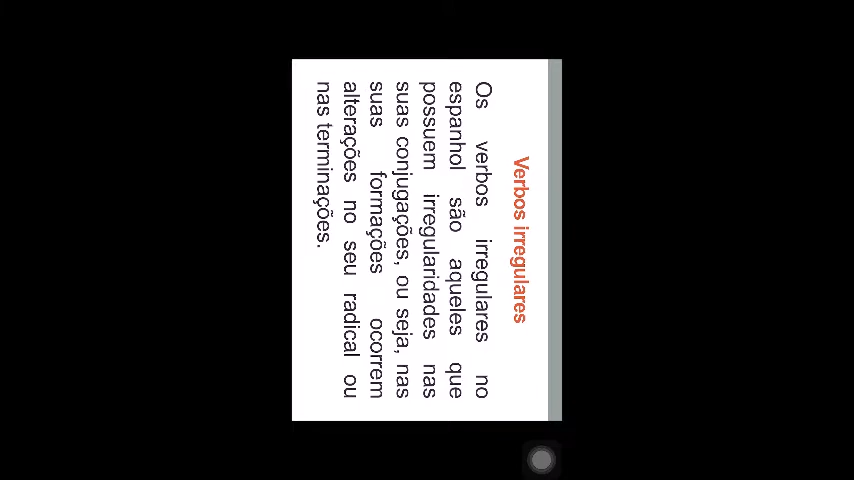 Verbos irregulares
Os verbos irregulares no
espanhol são aqueles que
possuem irregularidades nas
suas conjugações, ou seja, nas
suas formações ocorrem
alterações no seu radical ou
nas terminações.